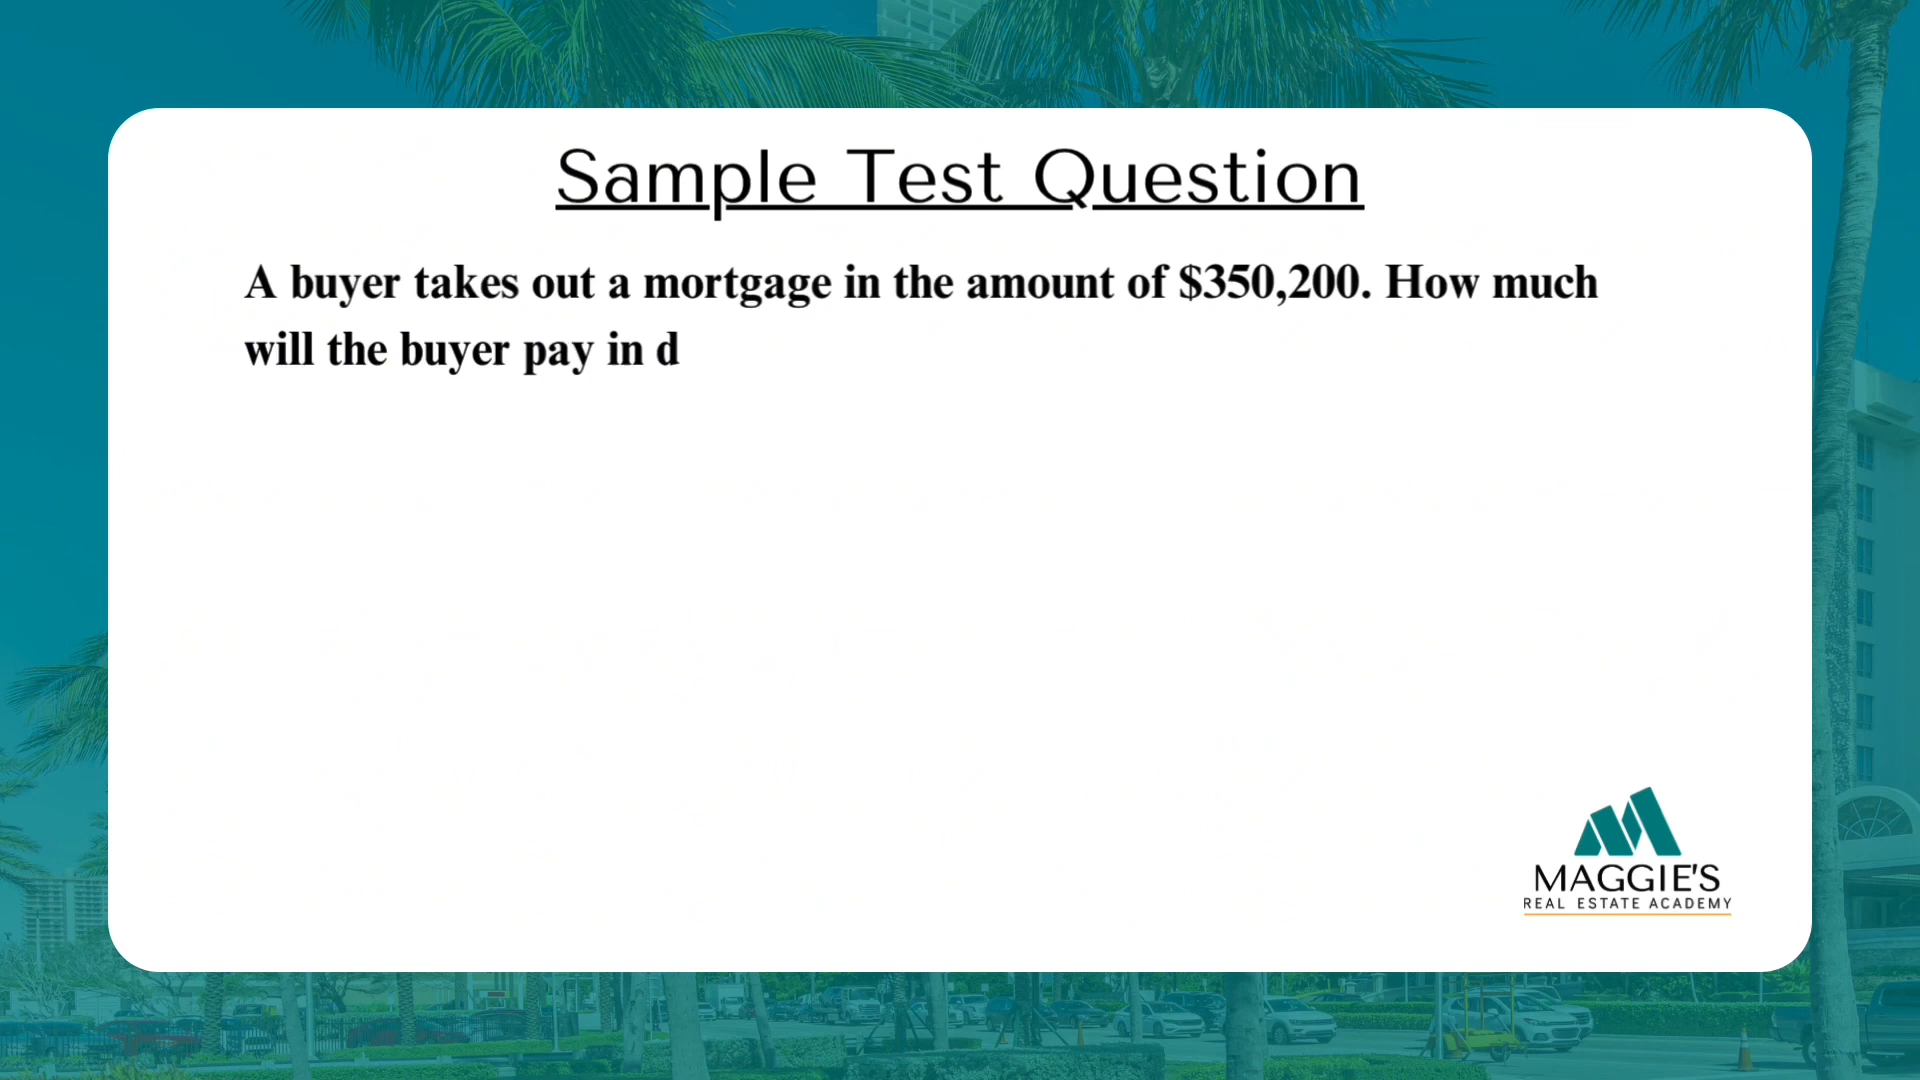 Sample Test Question
A buyer takes out a mortgage in the amount of $350,200. How much
will the buyer pay in d
MAGGIE'S
REAL ESTATE ACADEMY